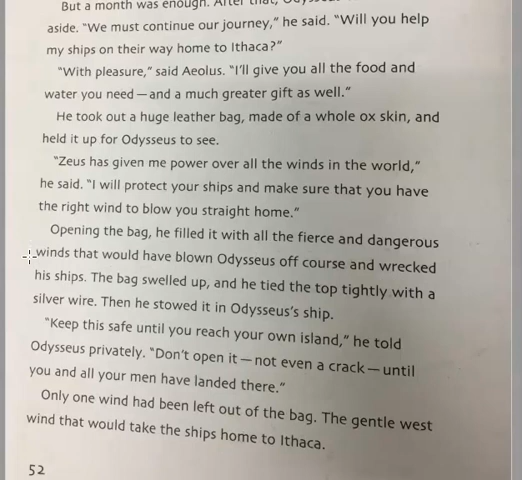 But a month was enough. After that,
aside. “We must continue our journey,” he said. “Will you help
my ships on their way home to Ithaca?”
“With pleasure,” said Aeolus. “I’ll give you all the food and
water you need — and a much greater gift as well.”
He took out a huge leather bag, made of a whole ox skin, and
held it up for Odysseus to see.
“Zeus has given me power over all the winds in the world,”
he said. “I will protect your ships and make sure that you have
the right wind to blow you straight home.”
Opening the bag, he filled it with all the fierce and dangerous
winds that would have blown Odysseus off course and wrecked
his ships. The bag swelled up, and he tied the top tightly with a
silver wire. Then he stowed it in Odysseus’s ship.
“Keep this safe until you reach your own island,” he told
Odysseus privately. “Don’t open it — not even a crack — until
you and all your men have landed there.”
Only one wind had been left out of the bag. The gentle west
wind that would take the ships home to Ithaca.
52